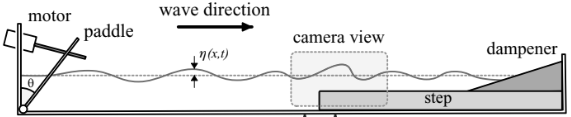 motor
paddle
wave direction
η(x,t)
camera view
dampener
θ
step